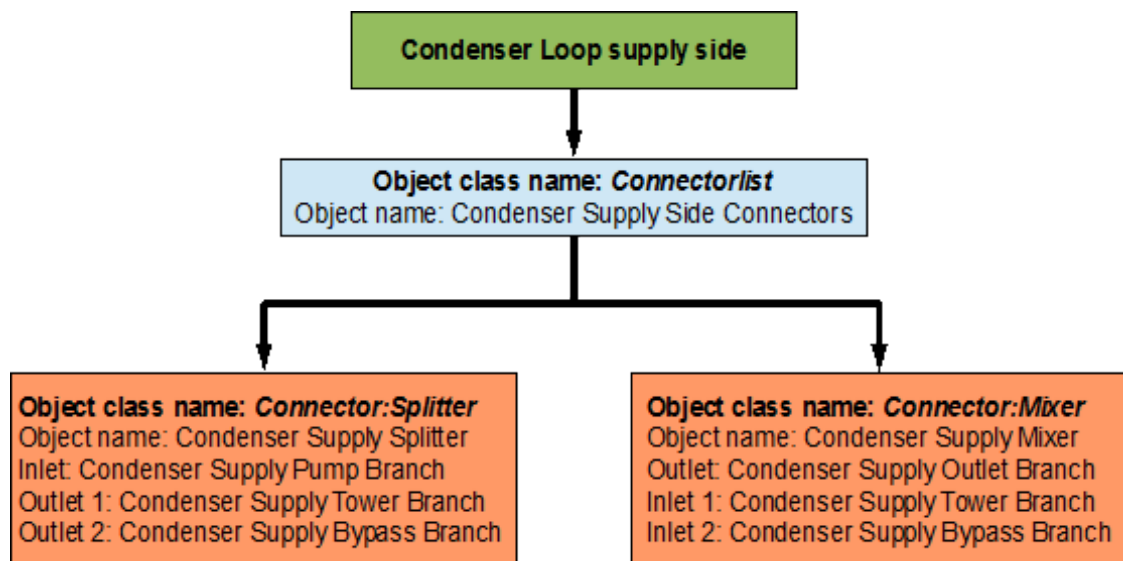 Condenser Loop supply side
Object class name: Connectorlist
Object name: Condenser Supply Side Connectors
Object class name: Connector:Splitter
Object name: Condenser Supply Splitter
Inlet: Condenser Supply Pump Branch
Outlet 1: Condenser Supply Tower Branch
Outlet 2: Condenser Supply Bypass Branch
Object class name: Connector:Mixer
Object name: Condenser Supply Mixer
Outlet: Condenser Supply Outlet Branch
Inlet 1: Condenser Supply Tower Branch
Inlet 2: Condenser Supply Bypass Branch